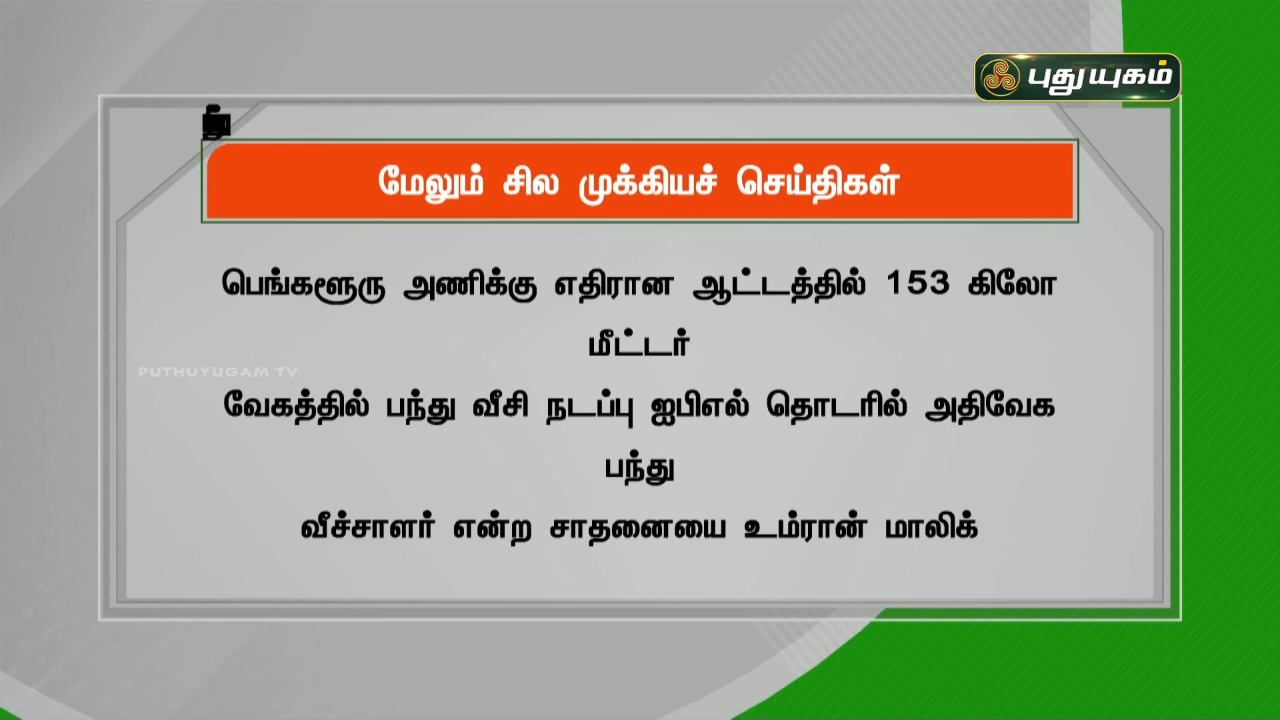 புதுயுகம்
மேலும் சில முக்கியச் செய்திகள்
பெங்களூரு அணிக்கு எதிரான ஆட்டத்தில் 153 கிலோ
மீட்டர்
PUTHUYUGAM TV
வேகத்தில் பந்து வீசி நடப்பு ஐபிஎல் தொடரில் அதிவேக
பந்து
வீச்சாளர் என்ற சாதனையை உம்ரான் மாலிக்